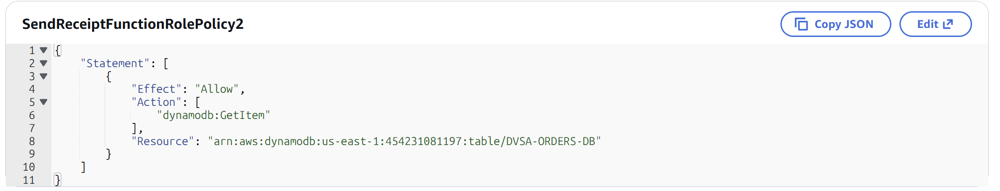 SendReceiptFunctionRolePolicy2 Copy JSON Edit
1 {
2 "Statement": [
3 {
4 "Effect": "Allow",
5 "Action": [
6 "dynamodb:GetItem"
7 ],
8 "Resource": "arn:aws:dynamodb:us-east-1:454231081197:table/DVSA-ORDERS-DB"
9 }
10 ]
11 }